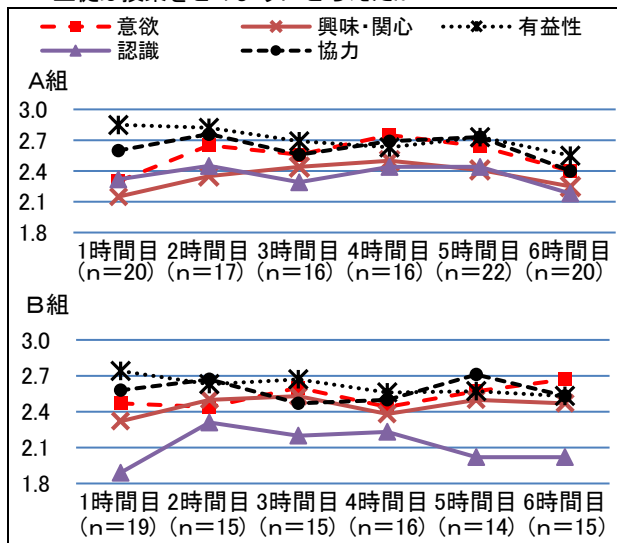 意欲 興味・関心 有益性
認識 協力
A組
3.0
2.7
2.4
2.1
1.8
1時間目 2時間目 3時間目 4時間目 5時間目 6時間目
(n=20) (n=17) (n=16) (n=16) (n=22) (n=20)
B組
3.0
2.7
2.4
2.1
1.8
1時間目 2時間目 3時間目 4時間目 5時間目 6時間目
(n=19) (n=15) (n=15) (n=16) (n=14) (n=15)